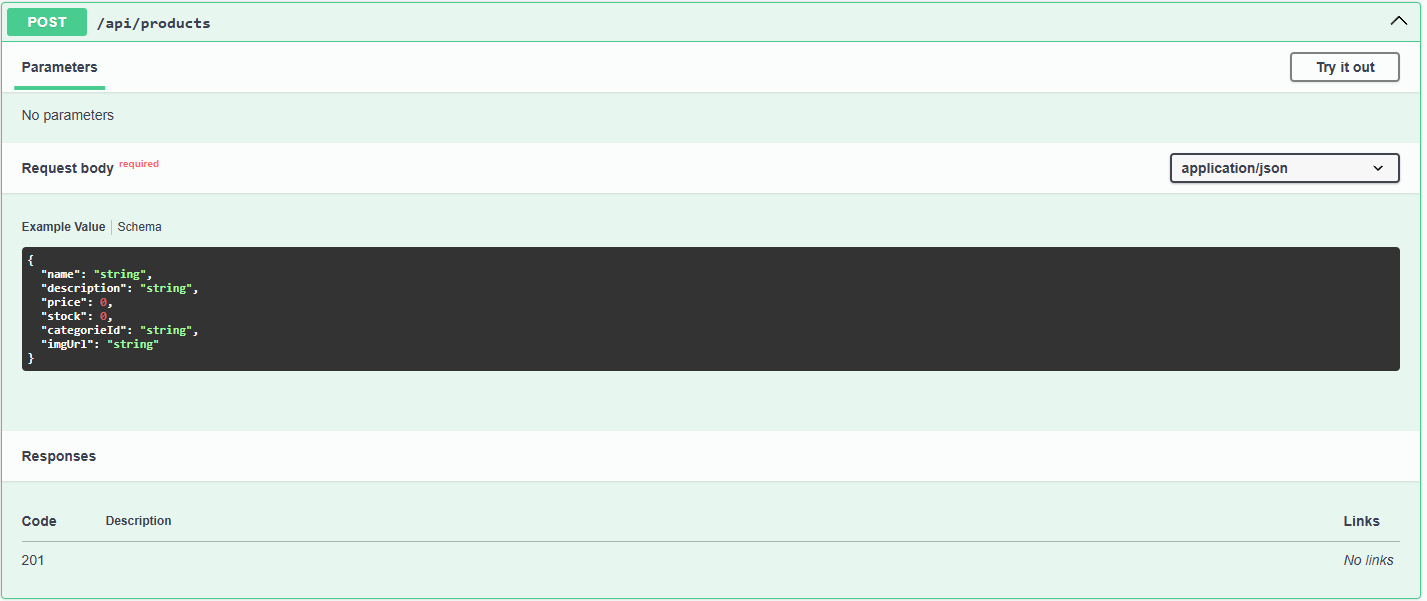 POST /api/products
Parameters Try it out
No parameters
Request body required application/json
Example Value Schema
{
"name": "string",
"description": "string",
"price": 0,
"stock": 0,
"categorieId": "string",
"imgUrl": "string"
}
Responses
Code Description Links
201 No links